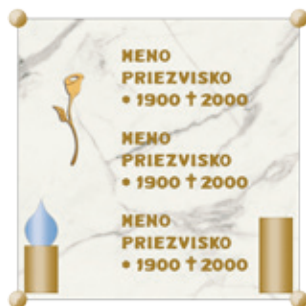 MENO
PRIEZVISKO
• 1900 † 2000
MENO
PRIEZVISKO
• 1900 † 2000
MENO
PRIEZVISKO
• 1900 † 2000